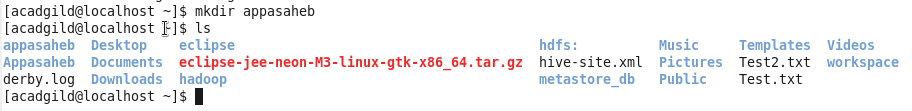 [acadgild@localhost ~]$ mkdir appasaheb
[acadgild@localhost ~]$ ls
appasaheb  Desktop    eclipse                                      hdfs:         Music     Templates  Videos
Appasaheb  Documents  eclipse-jee-neon-M3-linux-gtk-x86_64.tar.gz  hive-site.xml  Pictures  Test2.txt  workspace
derby.log  Downloads  hadoop                                       metastore_db  Public    Test.txt
[acadgild@localhost ~]$